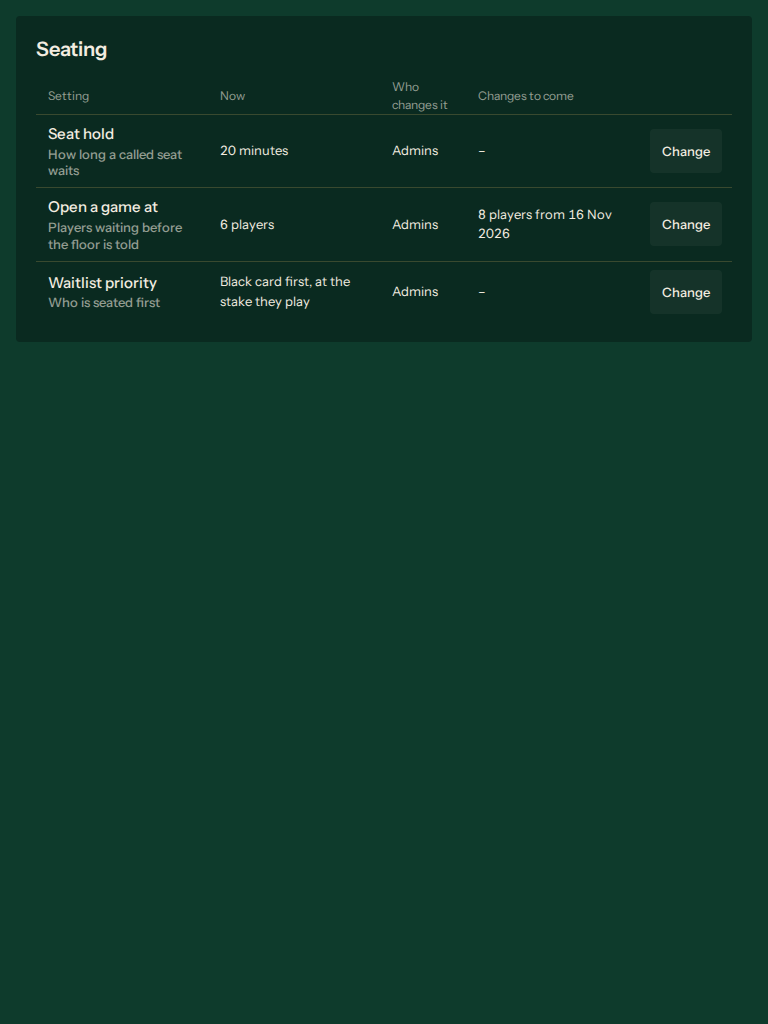 Seating
Setting
Now
Who
changes it
Changes to come
Seat hold
How long a called seat
waits
20 minutes
Admins
–
Change
Open a game at
Players waiting before
the floor is told
6 players
Admins
8 players from 16 Nov
2026
Change
Waitlist priority
Who is seated first
Black card first, at the
stake they play
Admins
–
Change